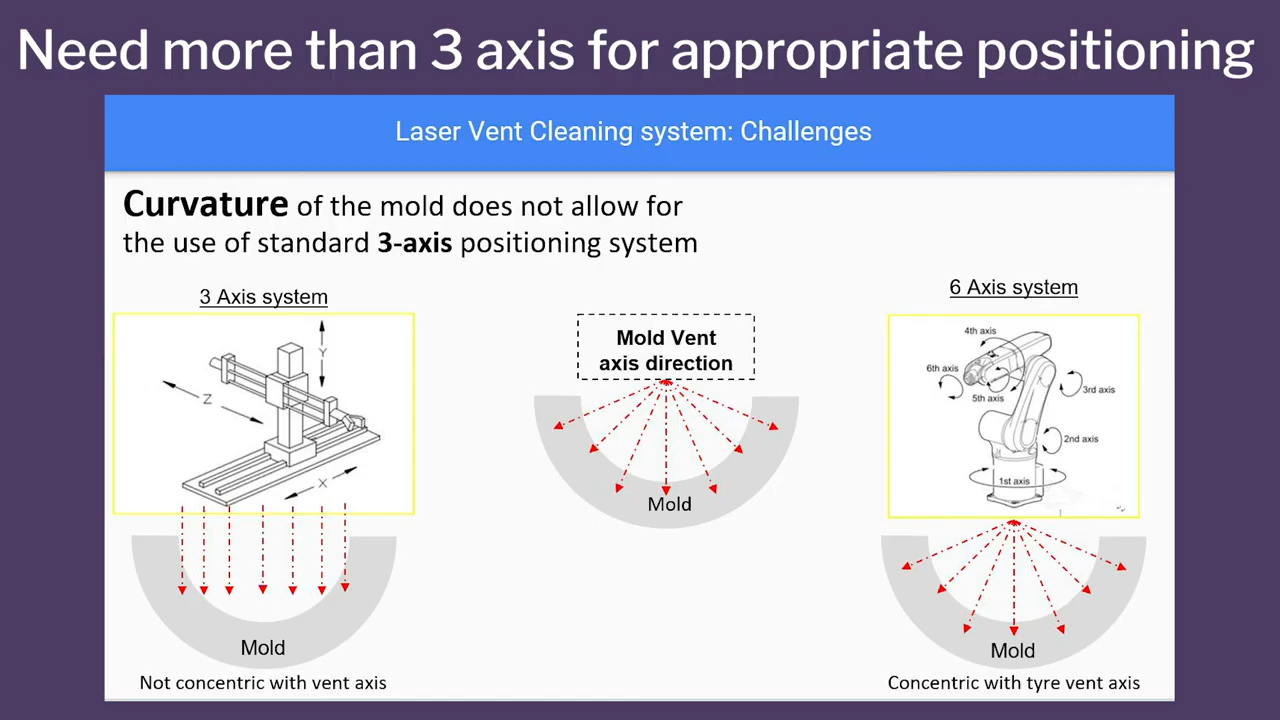 Need more than 3 axis for appropriate positioning
Laser Vent Cleaning system: Challenges
Curvature of the mold does not allow for
the use of standard 3-axis positioning system
3 Axis system
Y
Z
X
Mold
Not concentric with vent axis
Mold Vent
axis direction
Mold
6 Axis system
4th axis
6th axis
5th axis
3rd axis
2nd axis
1st axis
Mold
Concentric with tyre vent axis